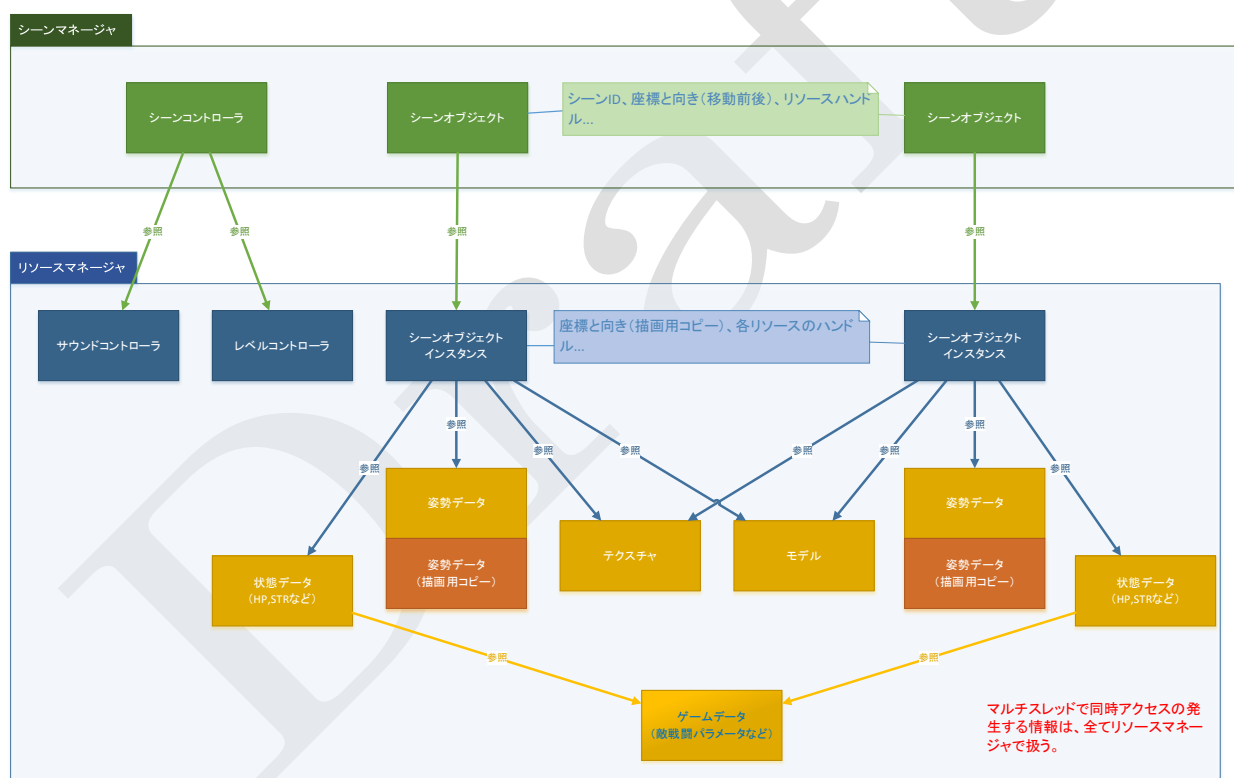 シーンマネージャ
シーンコントローラ
シーンオブジェクト
シーンID、座標と向き（移動前後）、リソースハンド
ル...
シーンオブジェクト
参照
参照
参照
参照
リソースマネージャ
サウンドコントローラ
レベルコントローラ
シーンオブジェクト
インスタンス
座標と向き（描画用コピー）、各リソースのハンド
ル...
シーンオブジェクト
インスタンス
参照
参照
参照
参照
参照
参照
参照
参照
姿勢データ
姿勢データ
（描画用コピー）
テクスチャ
モデル
姿勢データ
姿勢データ
（描画用コピー）
状態データ
（HP,STRなど）
状態データ
（HP,STRなど）
参照
参照
ゲームデータ
（敵戦闘パラメータなど）
マルチスレッドで同時アクセスの発
生する情報は、全てリソースマネー
ジャで扱う。
Draft